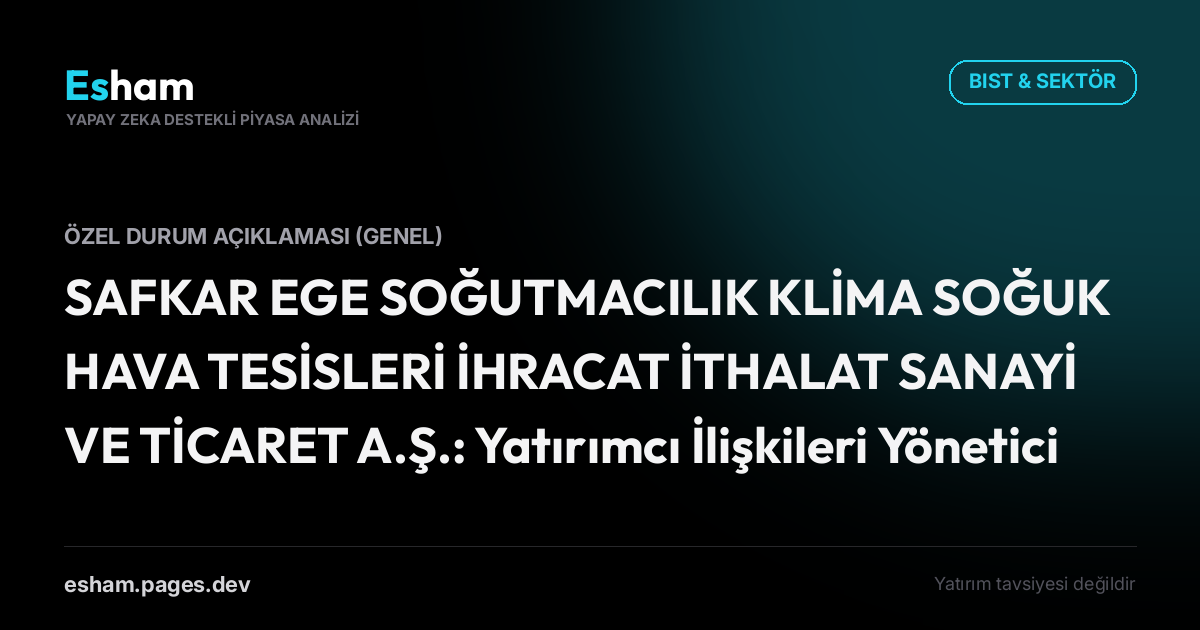 Esham
YAPAY ZEKA DESTEKLİ PİYASA ANALİZİ
BIST & SEKTÖR
ÖZEL DURUM AÇIKLAMASI (GENEL)
SAFKAR EGE SOĞUTMACILIK KLİMA SOĞUK
HAVA TESİSLERİ İHRACAT İTHALAT SANAYİ
VE TİCARET A.Ş.: Yatırımcı İlişkileri Yönetici
esham.pages.dev
Yatırım tavsiyesi değildir